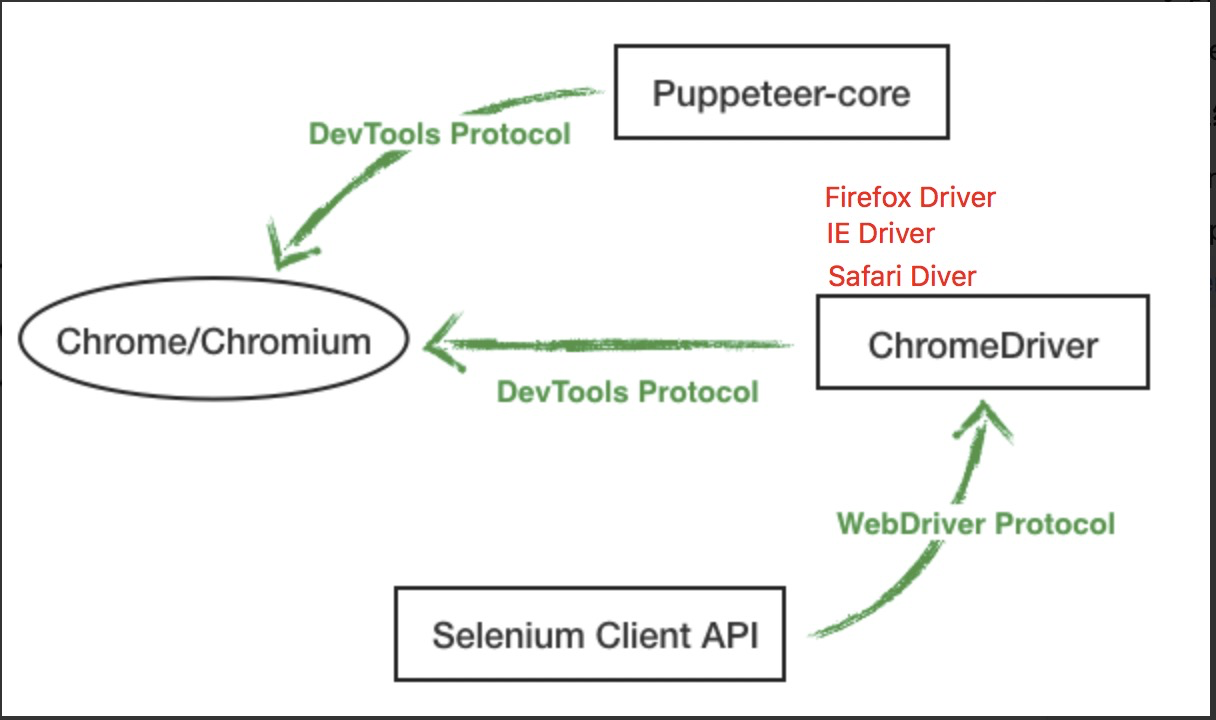 Puppeteer-core
DevTools Protocol
Firefox Driver
IE Driver
Safari Diver
Chrome/Chromium
ChromeDriver
DevTools Protocol
WebDriver Protocol
Selenium Client API